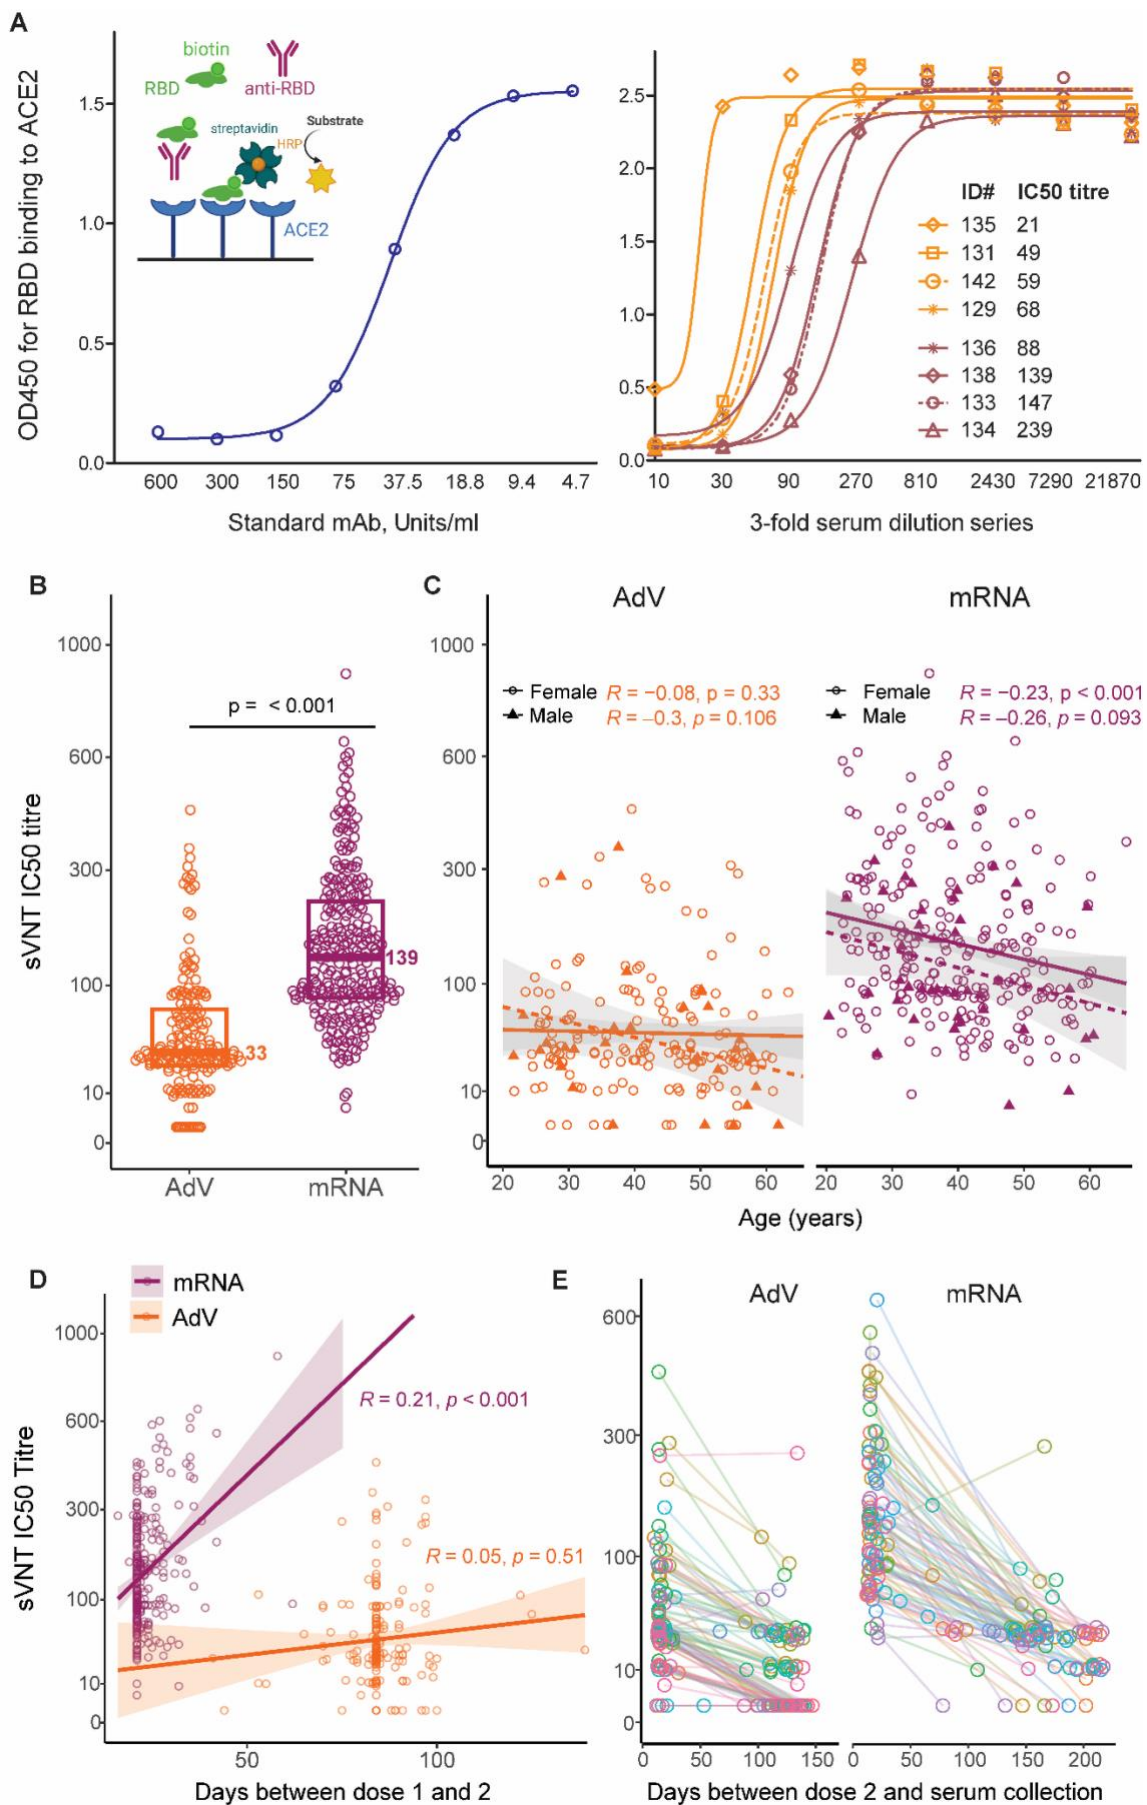 A
OD450 for RBD binding to ACE2
1.5
1.0
0.5
0.0
biotin
RBD
anti-RBD
streptavidin
HRP
Substrate
ACE2
600 300 150 75 37.5 18.8 9.4 4.7
Standard mAb, Units/ml
2.5
2.0
1.5
1.0
0.5
0.0
ID# IC50 titre
135 21
131 49
142 59
129 68
136 88
138 139
133 147
134 239
10 30 90 270 810 2430 7290 21870
3-fold serum dilution series
B
sVNT IC50 titre
1000
600
300
100
10
0
p = < 0.001
33
139
AdV mRNA
C
AdV
mRNA
1000
600
300
100
10
0
Female R = −0.08, p = 0.33
Male R = −0.3, p = 0.106
Female R = −0.23, p < 0.001
Male R = −0.26, p = 0.093
20 30 40 50 60
20 30 40 50 60
Age (years)
D
mRNA
AdV
sVNT IC50 Titre
1000
600
300
100
10
0
R = 0.21, p < 0.001
R = 0.05, p = 0.51
50 100
Days between dose 1 and 2
E
AdV
mRNA
600
300
100
10
0
0 50 100 150
0 50 100 150 200
Days between dose 2 and serum collection